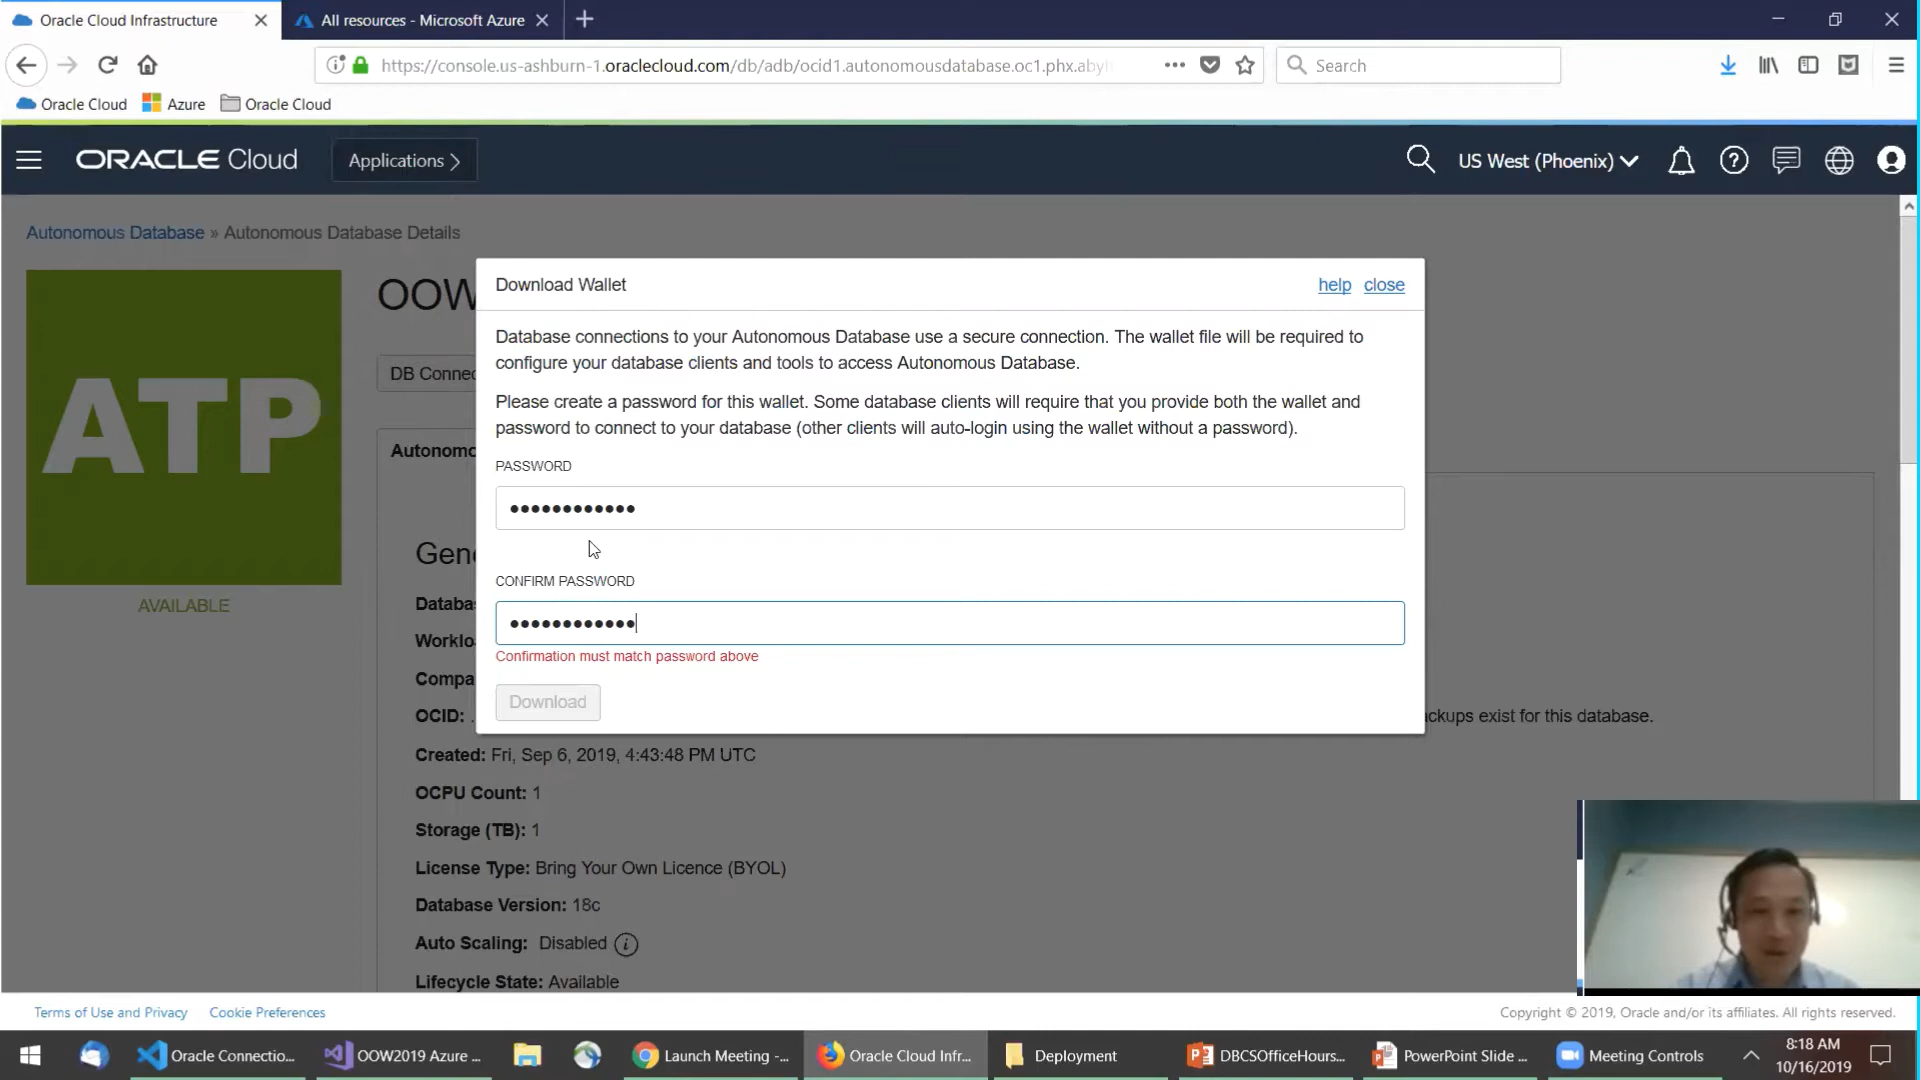 Oracle Cloud Infrastructure
All resources - Microsoft Azure
https://console.us-ashburn-1.oraclecloud.com/db/adb/ocid1.autonomousdatabase.oc1.phx.abyh
Search
Oracle Cloud
Azure
Oracle Cloud
ORACLE Cloud
Applications
US West (Phoenix)
Autonomous Database » Autonomous Database Details
ATP
AVAILABLE
OOW
DB Connec
Autonomo
Download Wallet
help
close
Database connections to your Autonomous Database use a secure connection. The wallet file will be required to
configure your database clients and tools to access Autonomous Database.
Please create a password for this wallet. Some database clients will require that you provide both the wallet and
password to connect to your database (other clients will auto-login using the wallet without a password).
PASSWORD
••••••••••••
CONFIRM PASSWORD
••••••••••••
Confirmation must match password above
Download
Gene
Databa
Worklo
Compa
OCID: .
ckups exist for this database.
Created: Fri, Sep 6, 2019, 4:43:48 PM UTC
OCPU Count: 1
Storage (TB): 1
License Type: Bring Your Own Licence (BYOL)
Database Version: 18c
Auto Scaling: Disabled
Lifecycle State: Available
Terms of Use and Privacy
Cookie Preferences
Copyright © 2019, Oracle and/or its affiliates. All rights reserved.
Oracle Connectio...
OOW2019 Azure ...
Launch Meeting -...
Oracle Cloud Infr...
Deployment
DBCSOfficeHours...
PowerPoint Slide ...
Meeting Controls
8:18 AM
10/16/2019